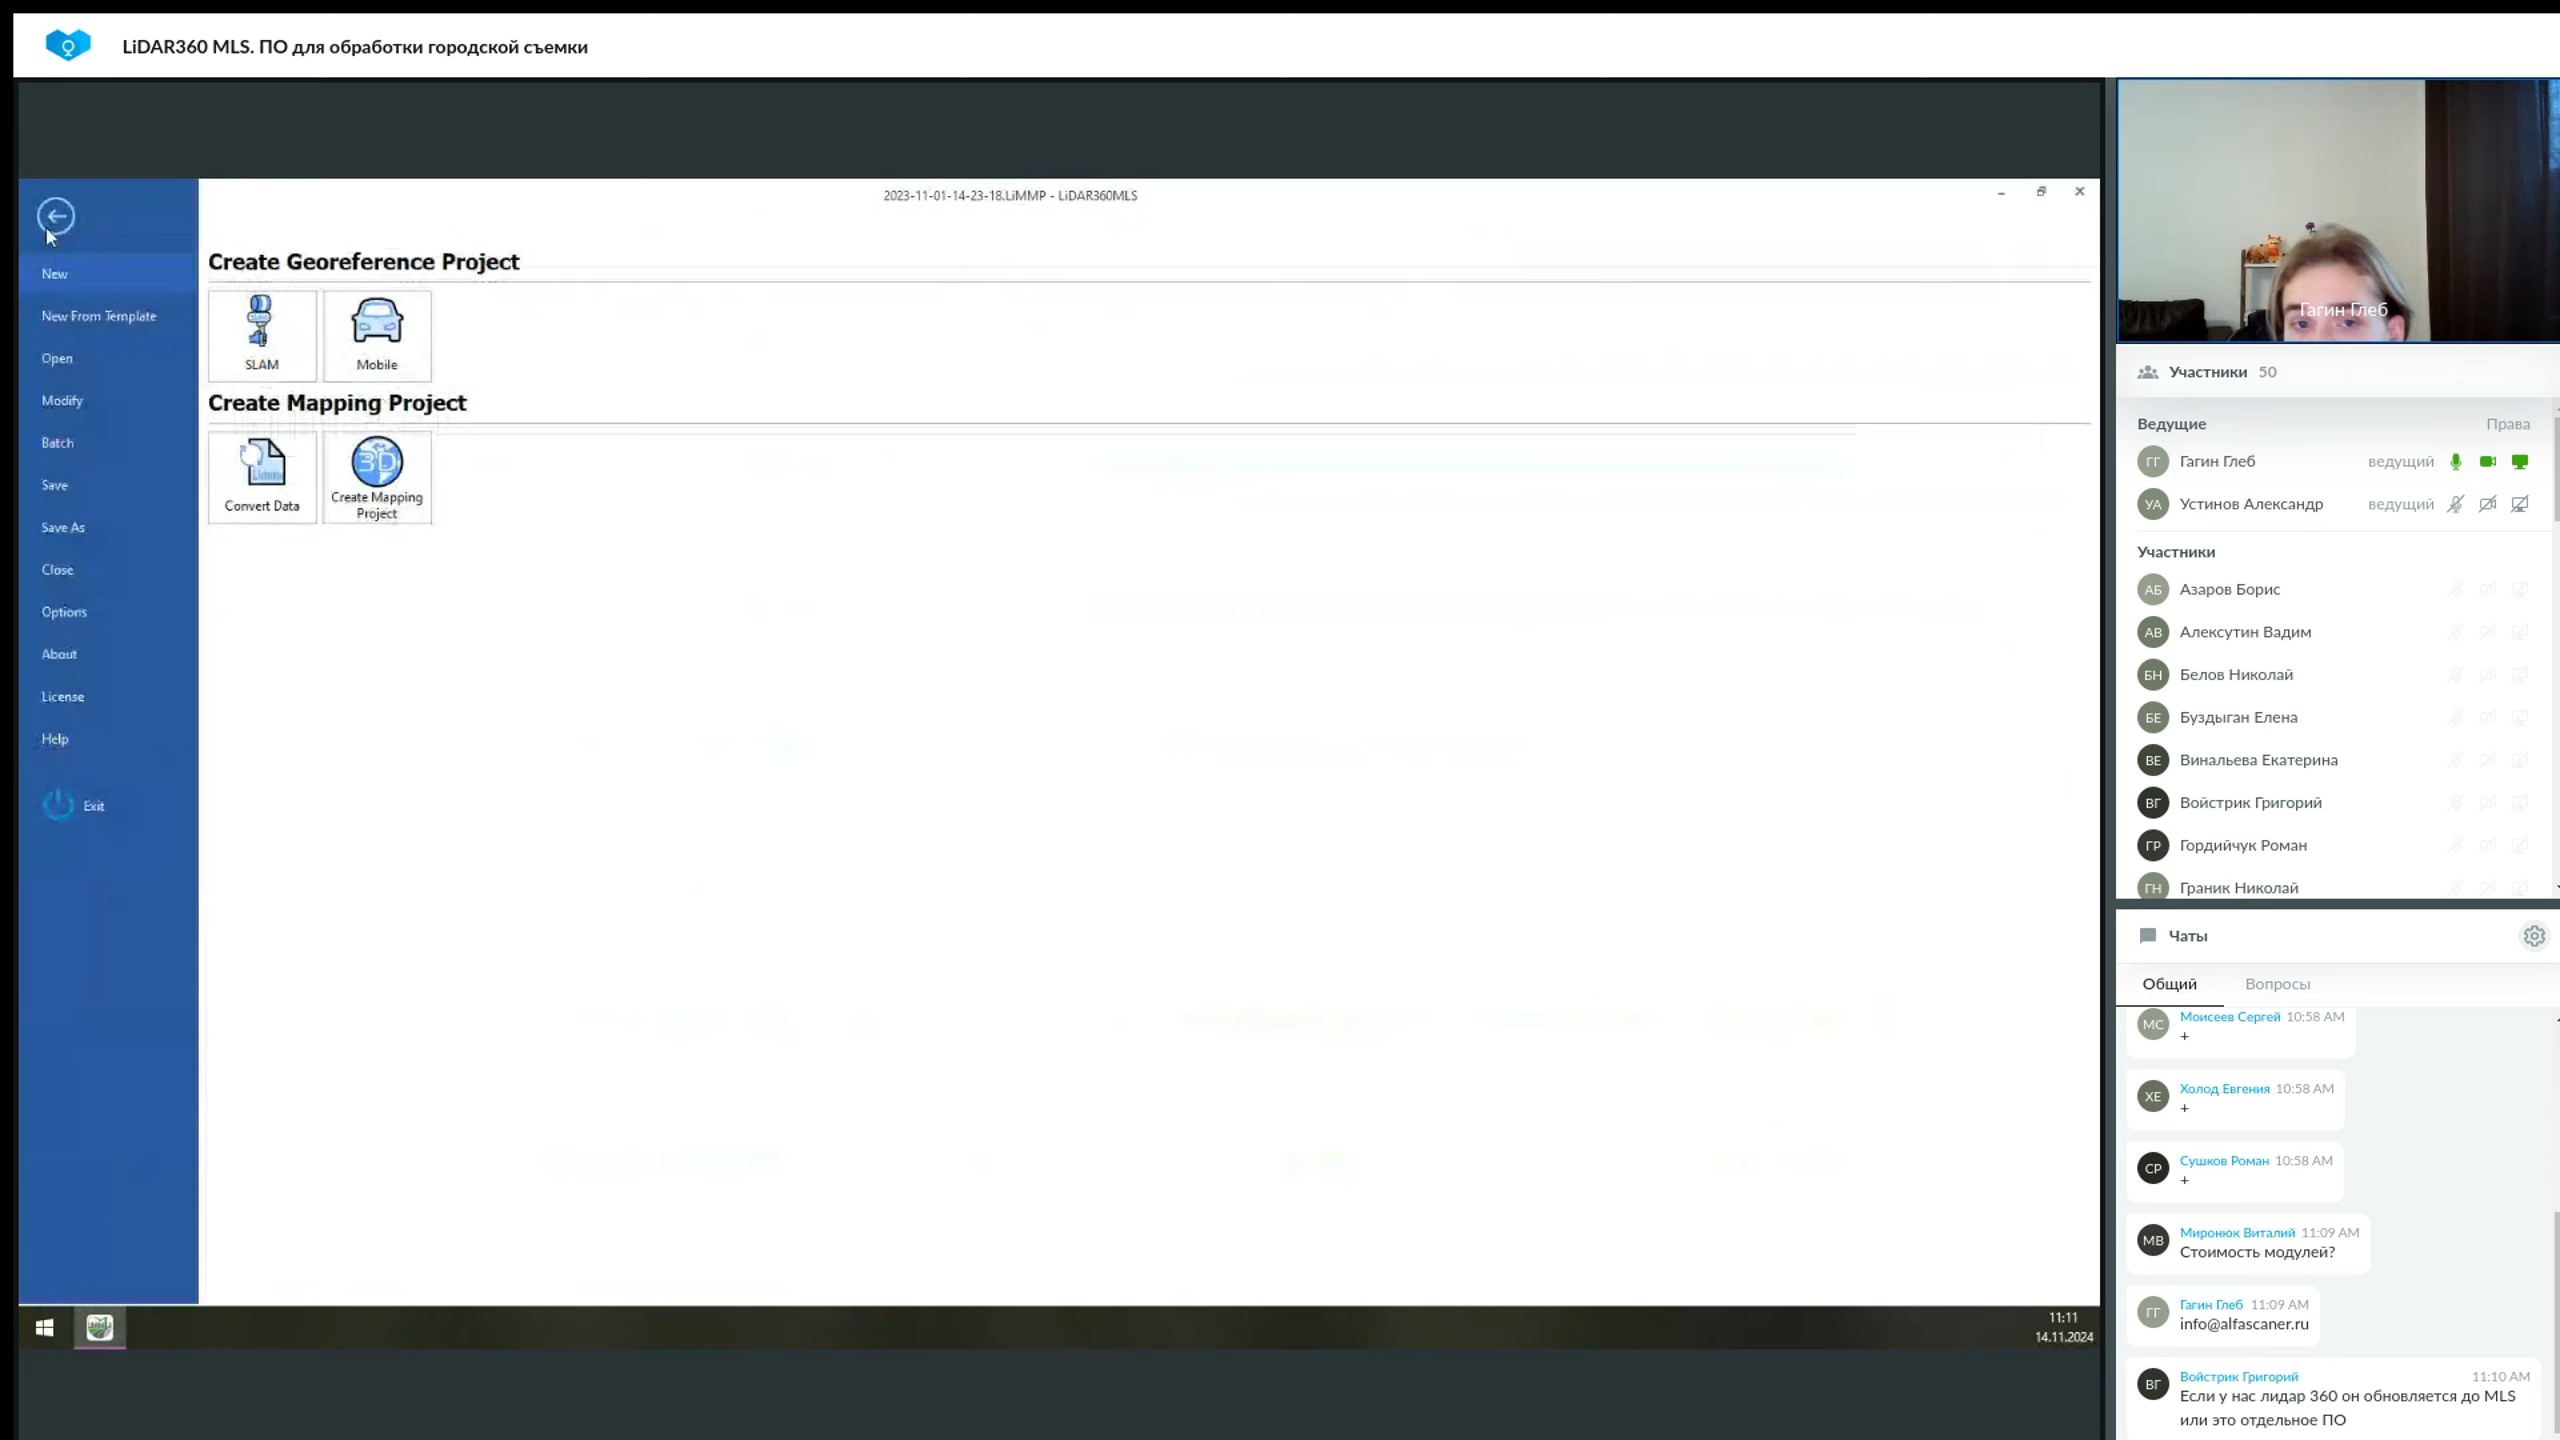 LiDAR360 MLS. ПО для обработки городской съемки
2023-11-01-14-23-18.LiMMP - LiDAR360MLS
New
New From Template
Open
Modify
Batch
Save
Save As
Close
Options
About
License
Help
Exit
Create Georeference Project
SLAM
Mobile
Create Mapping Project
3D
Convert Data
Create Mapping
Project
11:11
14.11.2024
Гагин Глеб
Участники 50
Ведущие Права
ГГ Гагин Глеб ведущий
УА Устинов Александр ведущий
Участники
АБ Азаров Борис
АВ Алексутин Вадим
БН Белов Николай
БЕ Буздыган Елена
ВЕ Винальева Екатерина
ВГ Войстрик Григорий
ГР Гордийчук Роман
ГН Граник Николай
Чаты
Общий Вопросы
МС Моисеев Сергей 10:58 AM
+
ХЕ Холод Евгения 10:58 AM
+
СР Сушков Роман 10:58 AM
+
МВ Миронюк Виталий 11:09 AM
Стоимость модулей?
ГГ Гагин Глеб 11:09 AM
info@alfascaner.ru
ВГ Войстрик Григорий 11:10 AM
Если у нас лидар 360 он обновляется до MLS
или это отдельное ПО